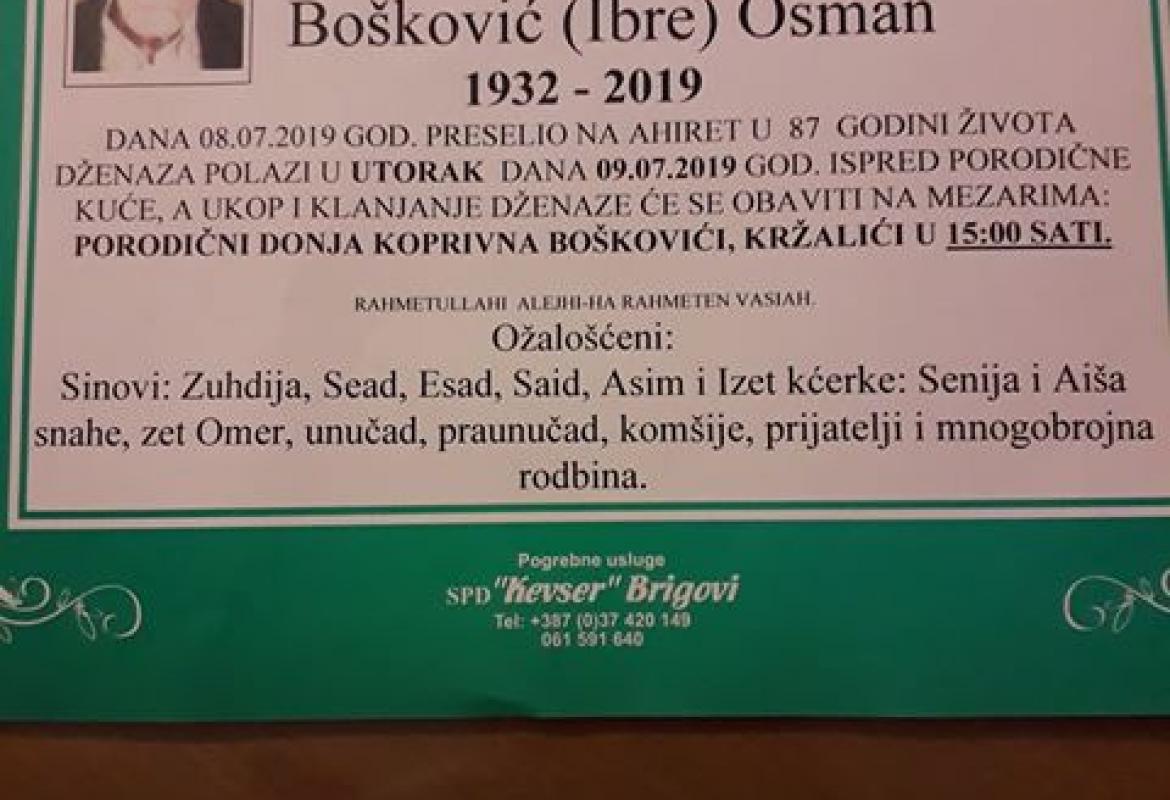 Bošković (Ibre) Osman
1932 - 2019
DANA 08.07.2019 GOD. PRESELIO NA AHIRET U 87 GODINI ŽIVOTA
DŽENAZA POLAZI U UTORAK DANA 09.07.2019 GOD. ISPRED PORODIČNE
KUĆE, A UKOP I KLANJANJE DŽENAZE ĆE SE OBAVITI NA MEZARIMA:
PORODIČNI DONJA KOPRIVNA BOŠKOVIĆI, KRŽALIĆI U 15:00 SATI.
RAHMETULLAHI ALEJHI-HA RAHMETEN VASIAH.
Ožalošćeni:
Sinovi: Zuhdija, Sead, Esad, Said, Asim i Izet kćerke: Senija i Aiša
snahe, zet Omer, unučad, praunučad, komšije, prijatelji i mnogobrojna
rodbina.
Pogrebne usluge
SPD "Kevser" Brigovi
Tel: +387 (0)37 420 149
061 591 640